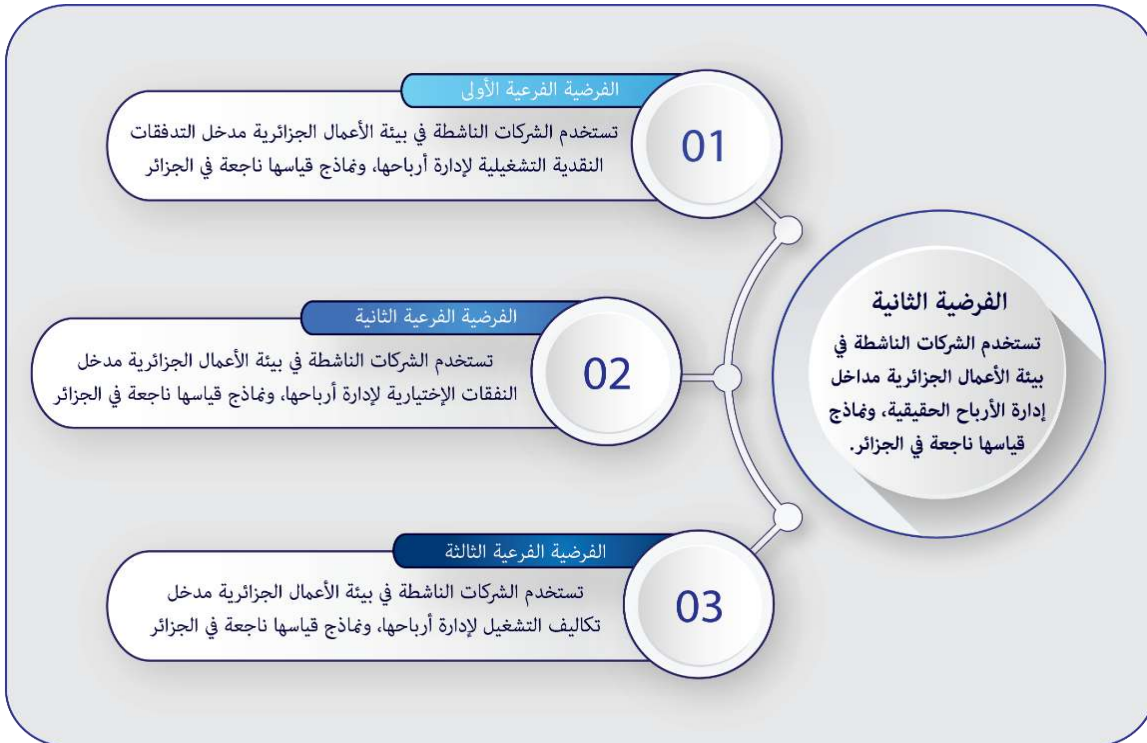 الفرضية الثانية
تستخدم الشركات الناشطة في
بيئة الأعمال الجزائرية مداخل
إدارة الأرباح الحقيقية، ونماذج
قياسها ناجعة في الجزائر.
01
الفرضية الفرعية الأولى
تستخدم الشركات الناشطة في بيئة الأعمال الجزائرية مدخل التدفقات
النقدية التشغيلية لإدارة أرباحها، ونماذج قياسها ناجعة في الجزائر
02
الفرضية الفرعية الثانية
تستخدم الشركات الناشطة في بيئة الأعمال الجزائرية مدخل
النفقات الإختيارية لإدارة أرباحها، ونماذج قياسها ناجعة في الجزائر
03
الفرضية الفرعية الثالثة
تستخدم الشركات الناشطة في بيئة الأعمال الجزائرية مدخل
تكاليف التشغيل لإدارة أرباحها، ونماذج قياسها ناجعة في الجزائر